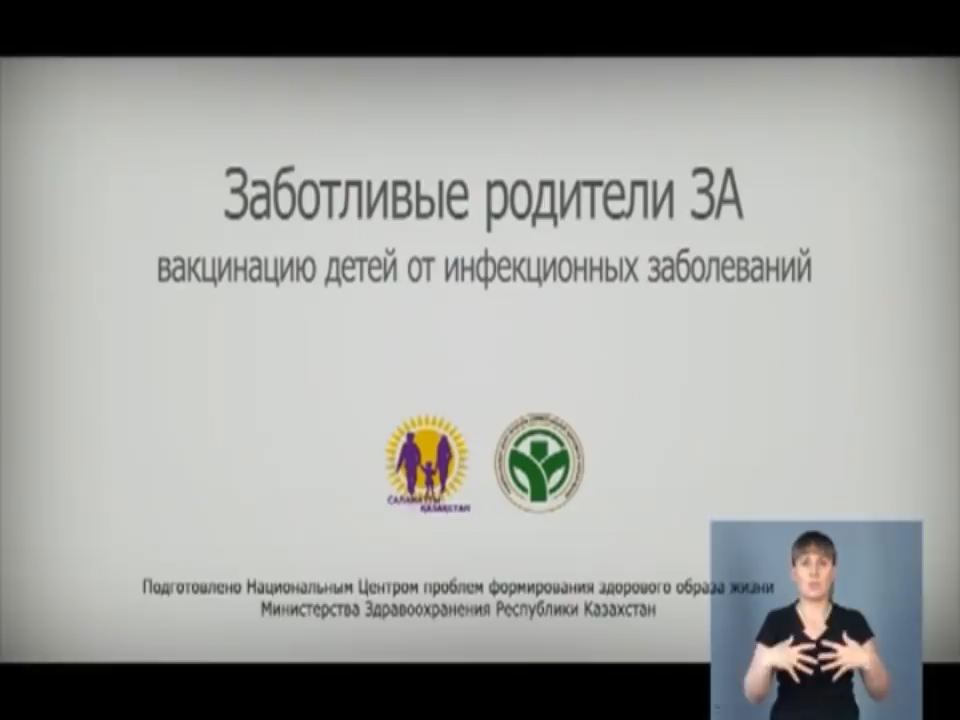 Заботливые родители ЗА
вакцинацию детей от инфекционных заболеваний
САЛАМАТТЫ
ҚАЗАҚСТАН
Подготовлено Национальным Центром проблем формирования здорового образа жизни
Министерства Здравоохранения Республики Казахстан